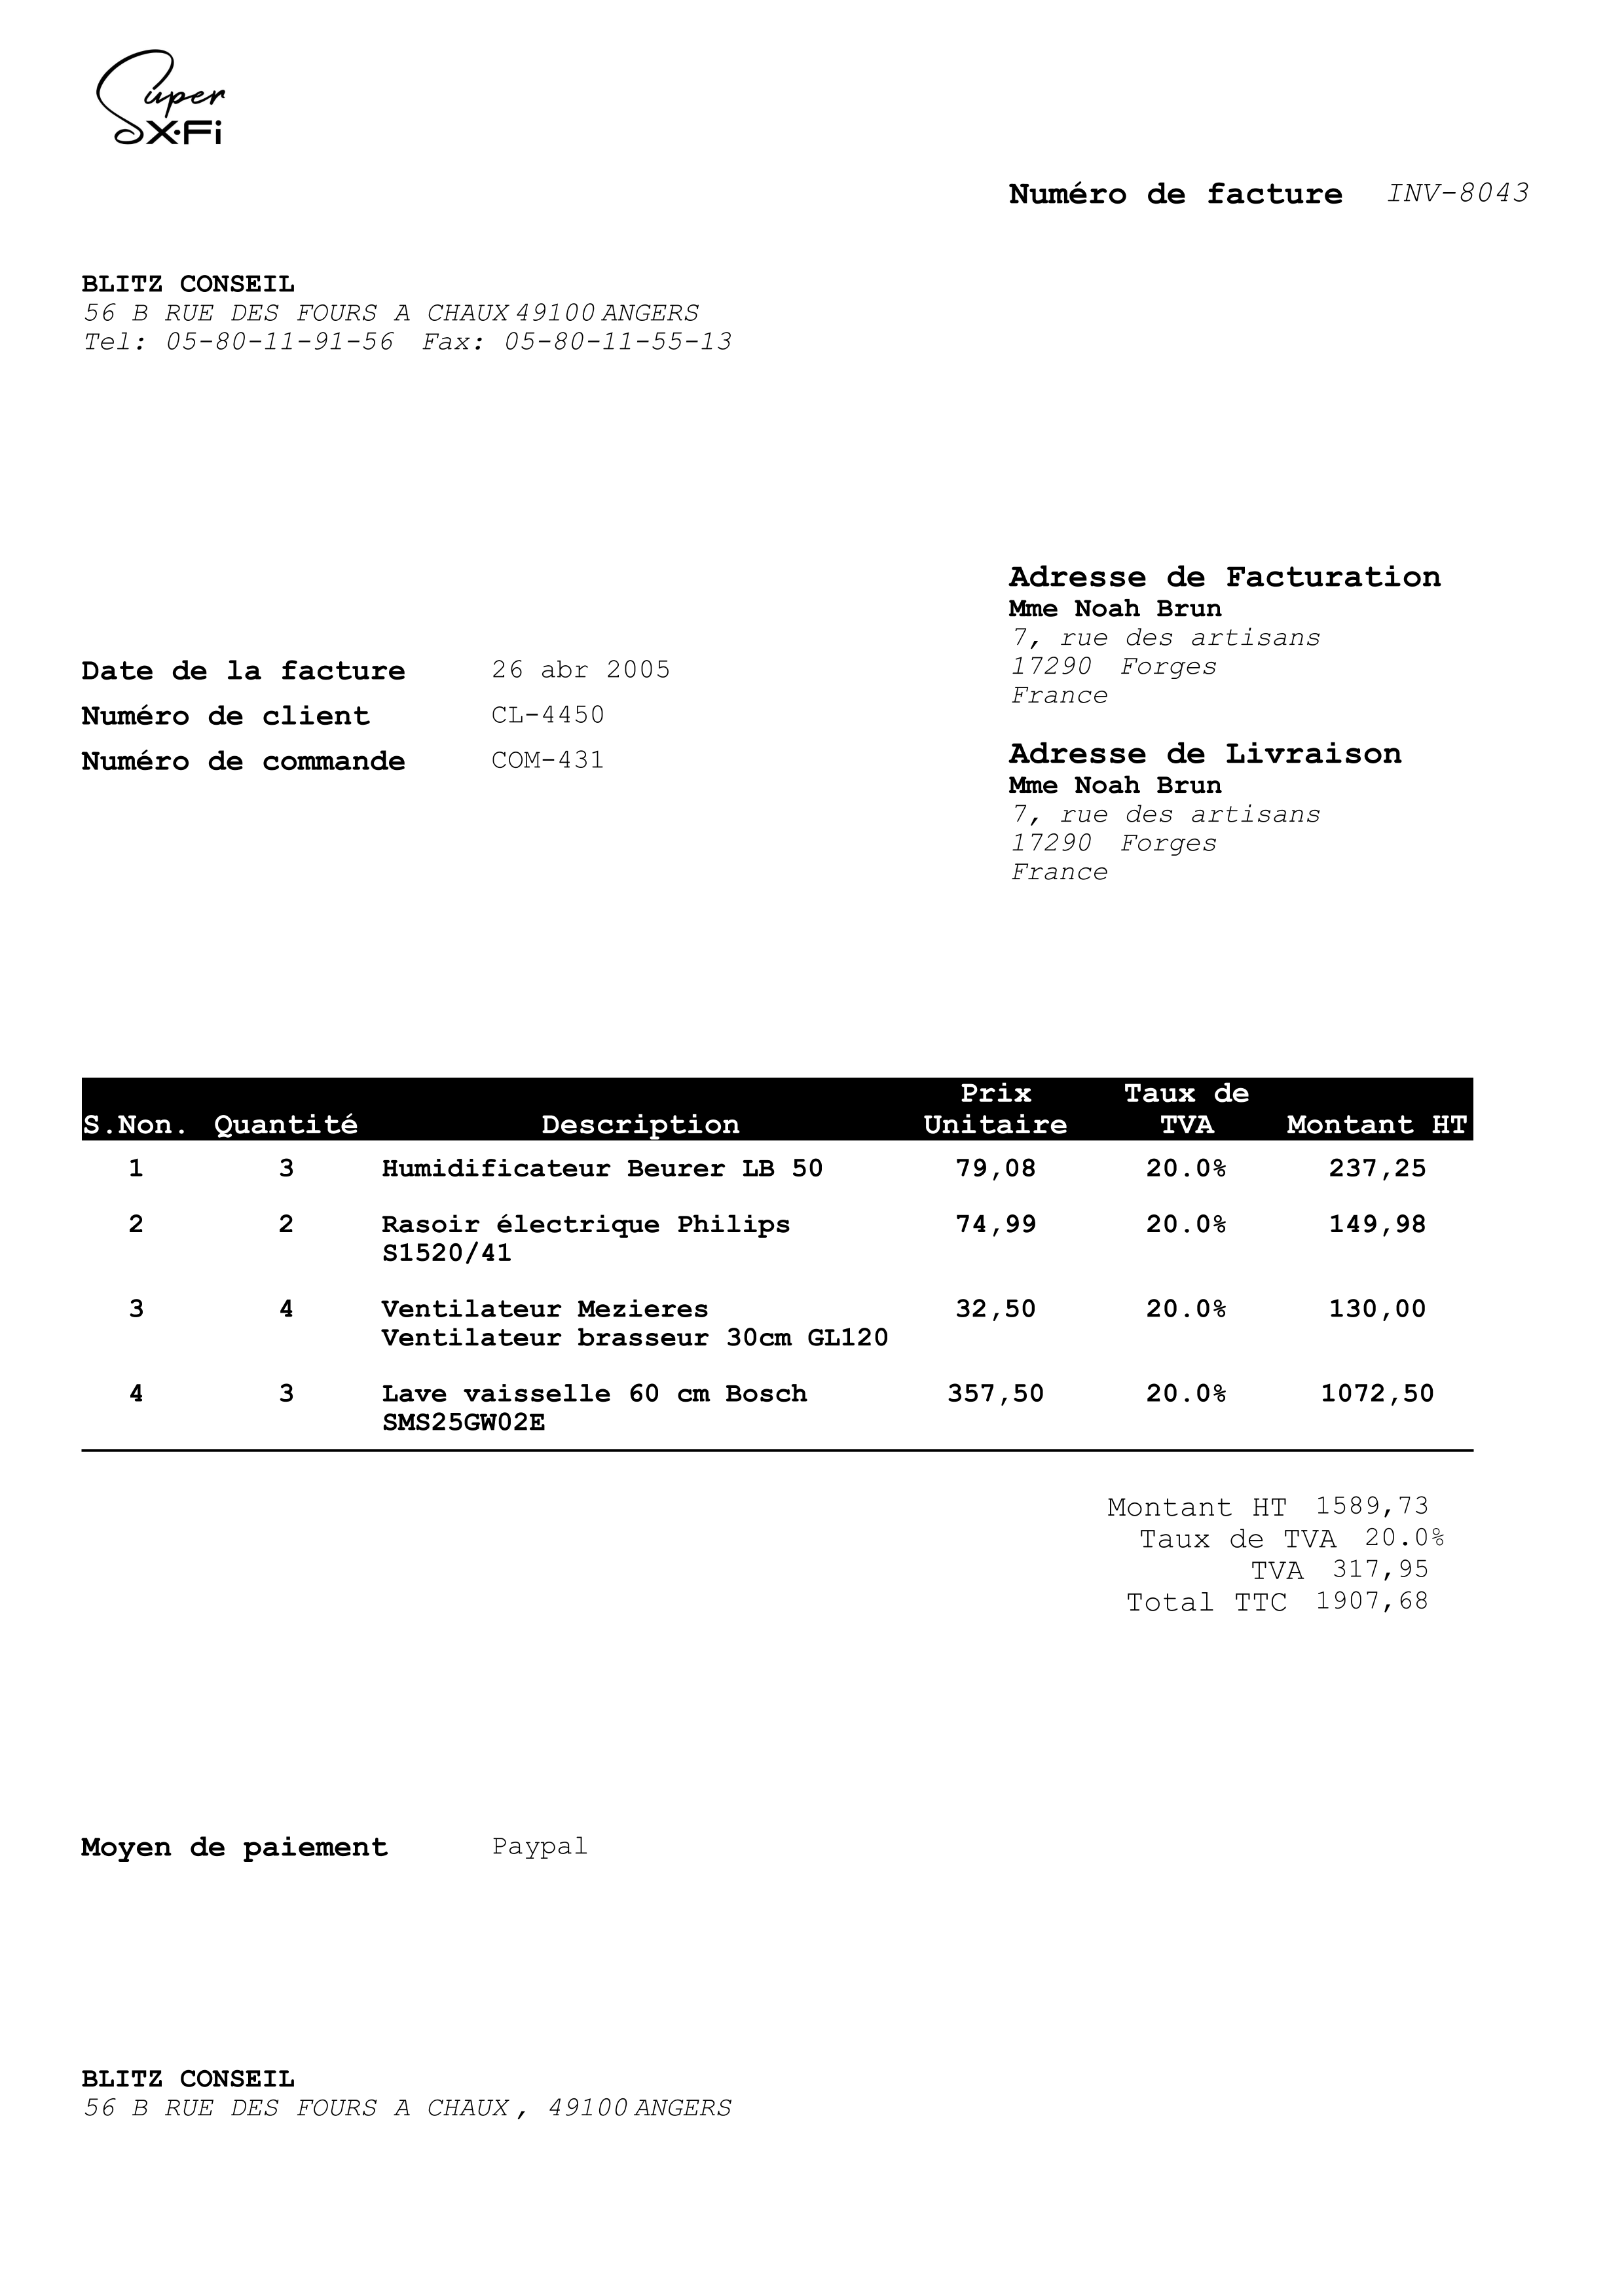 Super
X-Fi
Numéro de facture INV-8043
BLITZ CONSEIL
56 B RUE DES FOURS A CHAUX 49100 ANGERS
Tel: 05-80-11-91-56 Fax: 05-80-11-55-13
Adresse de Facturation
Mme Noah Brun
7, rue des artisans
17290 Forges
France
Date de la facture 26 abr 2005
Numéro de client CL-4450
Numéro de commande COM-431
Adresse de Livraison
Mme Noah Brun
7, rue des artisans
17290 Forges
France
S.Non. Quantité Description Prix Unitaire Taux de TVA Montant HT
1 3 Humidificateur Beurer LB 50 79,08 20.0% 237,25
2 2 Rasoir électrique Philips 74,99 20.0% 149,98
S1520/41
3 4 Ventilateur Mezieres 32,50 20.0% 130,00
Ventilateur brasseur 30cm GL120
4 3 Lave vaisselle 60 cm Bosch 357,50 20.0% 1072,50
SMS25GW02E
Montant HT 1589,73
Taux de TVA 20.0%
TVA 317,95
Total TTC 1907,68
Moyen de paiement Paypal
BLITZ CONSEIL
56 B RUE DES FOURS A CHAUX , 49100 ANGERS